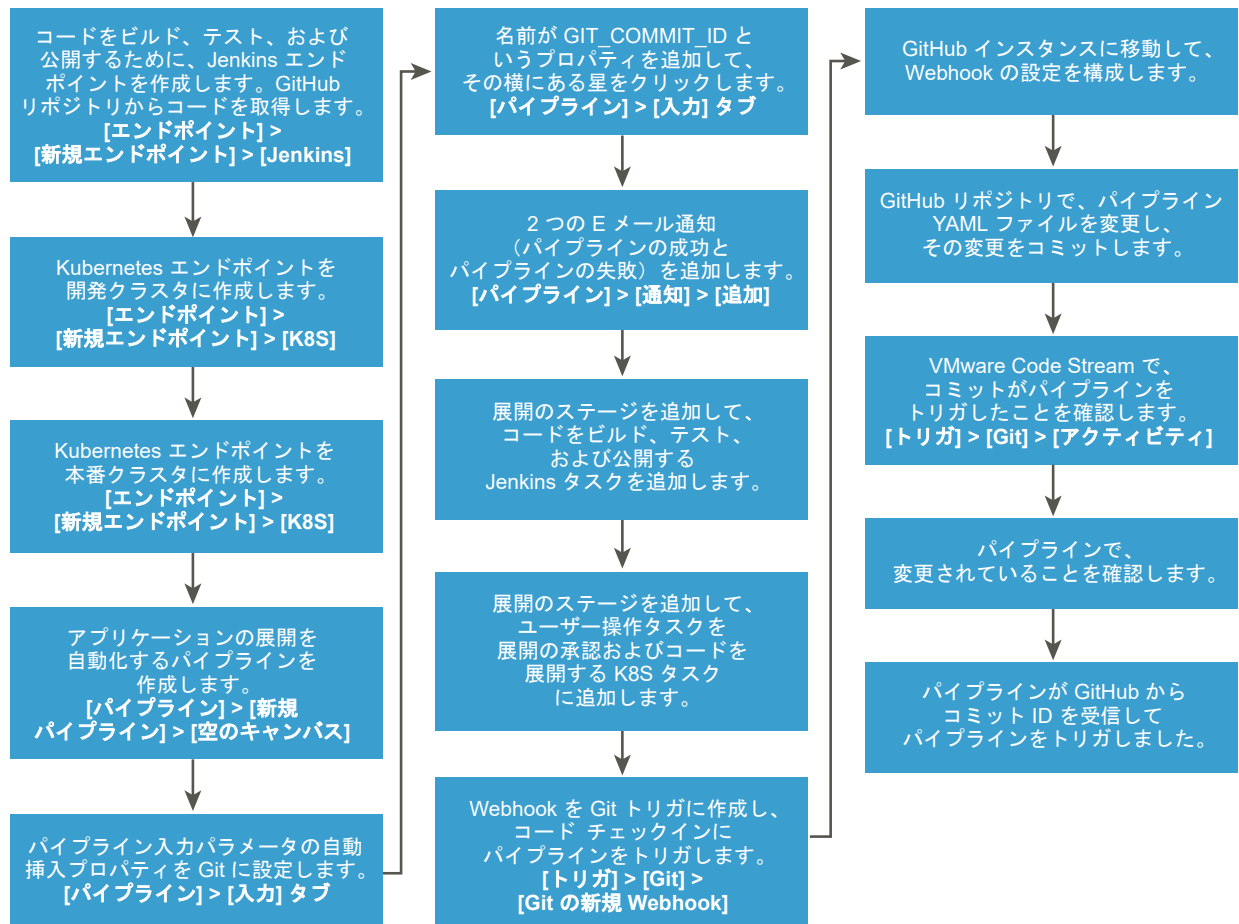 コードをビルド、テスト、および
公開するために、Jenkins エンド
ポイントを作成します。GitHub
リポジトリからコードを取得します。
[エンドポイント] >
[新規エンドポイント] > [Jenkins]
Kubernetes エンドポイントを
開発クラスタに作成します。
[エンドポイント] >
[新規エンドポイント] > [K8S]
Kubernetes エンドポイントを
本番クラスタに作成します。
[エンドポイント] >
[新規エンドポイント] > [K8S]
アプリケーションの展開を
自動化するパイプラインを
作成します。
[パイプライン] > [新規
パイプライン] > [空のキャンバス]
パイプライン入力パラメータの自動
挿入プロパティを Git に設定します。
[パイプライン] > [入力] タブ
名前が GIT_COMMIT_ID と
いうプロパティを追加して、
その横にある星をクリックします。
[パイプライン] > [入力] タブ
2 つの E メール通知
（パイプラインの成功と
パイプラインの失敗）を追加します。
[パイプライン] > [通知] > [追加]
展開のステージを追加して、
コードをビルド、テスト、
および公開する
Jenkins タスクを追加します。
展開のステージを追加して、
ユーザー操作タスクを
展開の承認およびコードを
展開する K8S タスク
に追加します。
Webhook を Git トリガに作成し、
コード チェックインに
パイプラインをトリガします。
[トリガ] > [Git] >
[Git の新規 Webhook]
GitHub インスタンスに移動して、
Webhook の設定を構成します。
GitHub リポジトリで、パイプライン
YAML ファイルを変更し、
その変更をコミットします。
VMware Code Stream で、
コミットがパイプラインを
トリガしたことを確認します。
[トリガ] > [Git] > [アクティビティ]
パイプラインで、
変更されていることを確認します。
パイプラインが GitHub から
コミット ID を受信して
パイプラインをトリガしました。